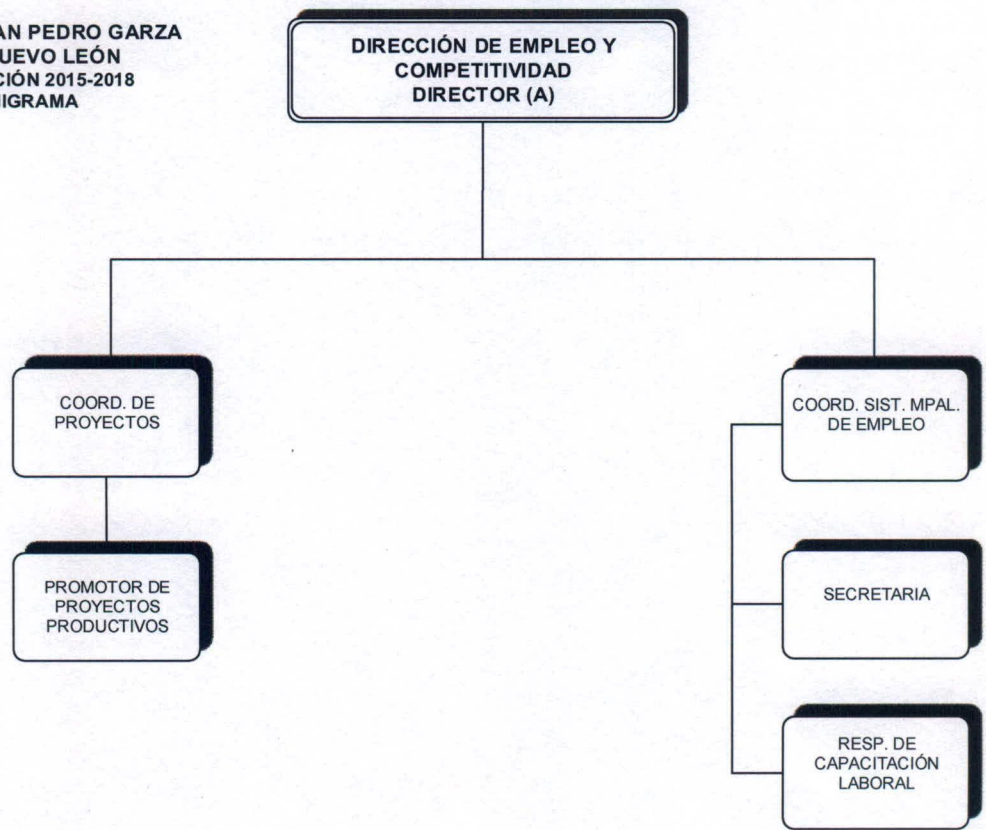 AN PEDRO GARZA
UEVO LEÓN
CIÓN 2015-2018
IGRAMA
DIRECCIÓN DE EMPLEO Y
COMPETITIVIDAD
DIRECTOR (A)
COORD. DE
PROYECTOS
PROMOTOR DE
PROYECTOS
PRODUCTIVOS
COORD. SIST. MPAL.
DE EMPLEO
SECRETARIA
RESP. DE
CAPACITACIÓN
LABORAL